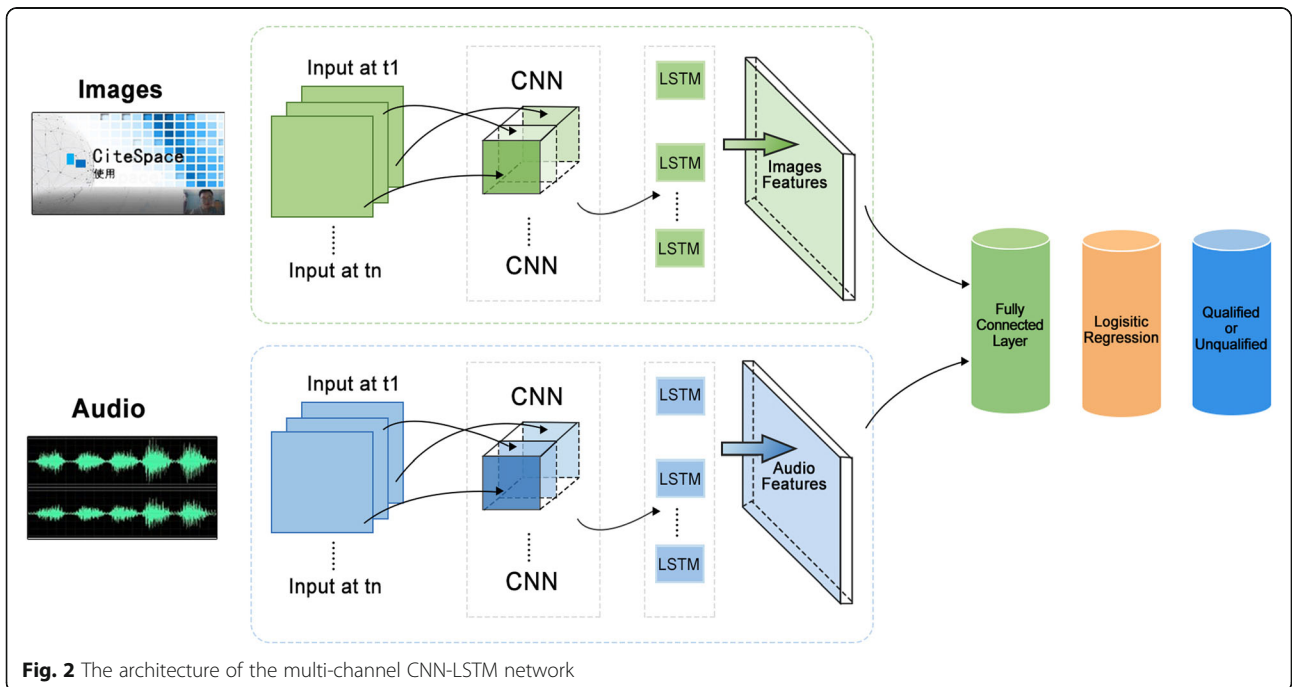 Images
CiteSpace
使用
Input at t1
Input at tn
CNN
CNN
LSTM
LSTM
LSTM
Images
Features
Audio
Input at t1
Input at tn
CNN
CNN
LSTM
LSTM
LSTM
Audio
Features
Fully
Connected
Layer
Logisitic
Regression
Qualified
or
Unqualified
Fig. 2 The architecture of the multi-channel CNN-LSTM network